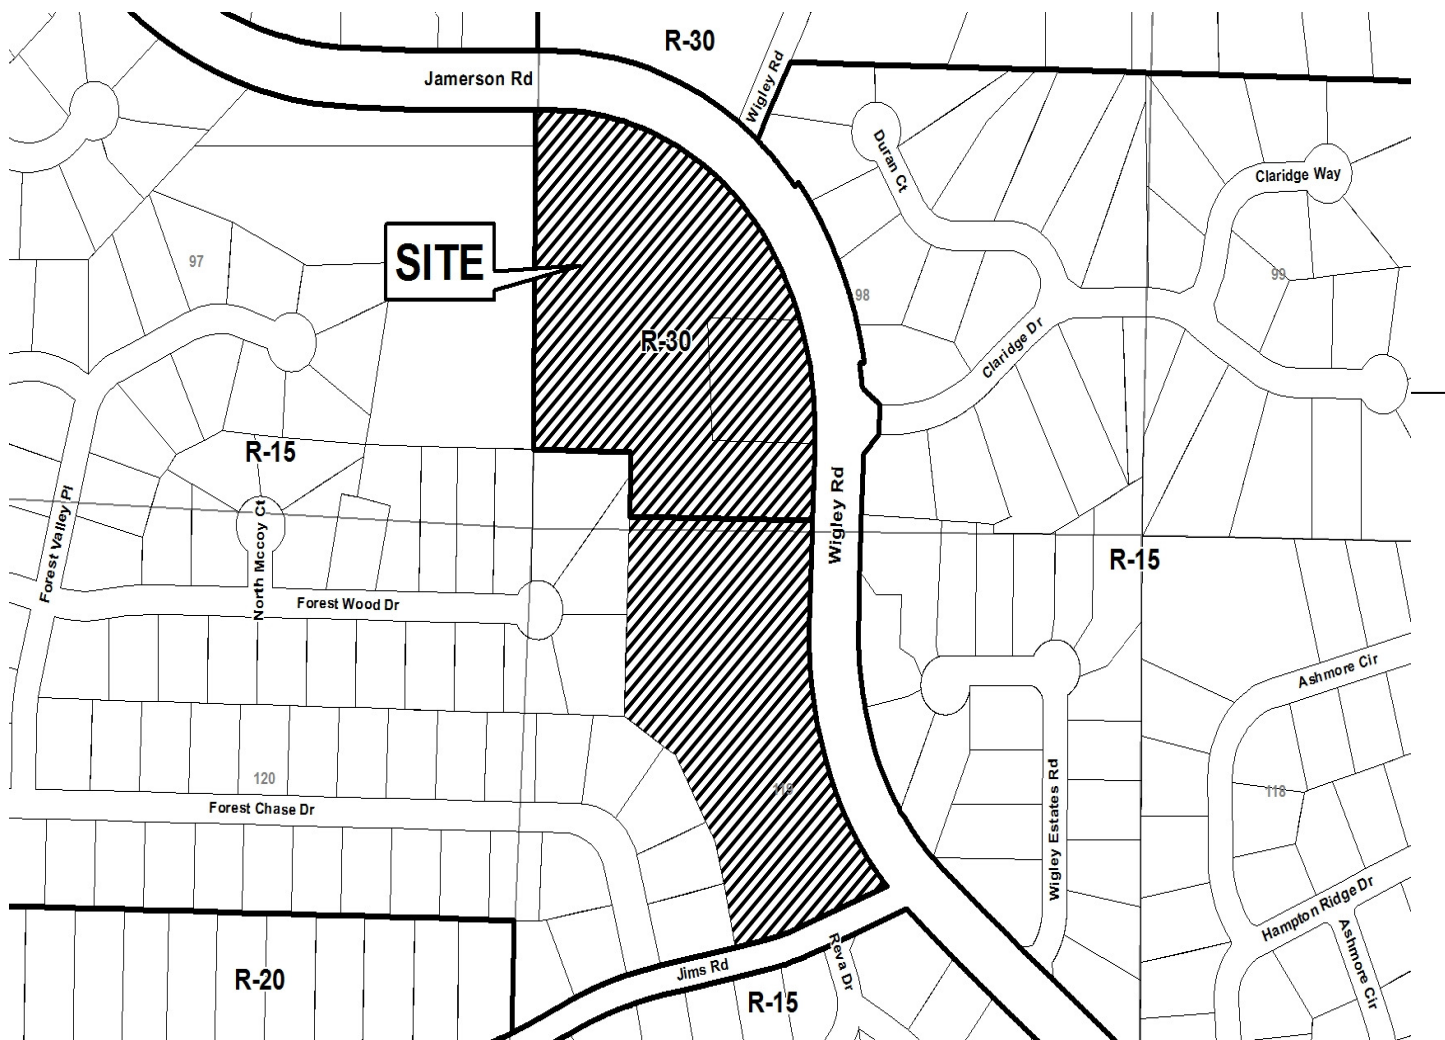 R-30
Jamerson Rd
Wigley Rd
Duran Ct
Claridge Way
SITE
97
98
99
R-30
Claridge Dr
R-15
Forest Valley Pl
North Mccoy Ct
Wigley Rd
R-15
Forest Wood Dr
Ashmore Cir
120
119
118
Forest Chase Dr
Wigley Estates Rd
Hampton Ridge Dr
Ashmore Cir
R-20
Jims Rd
Reva Dr
R-15